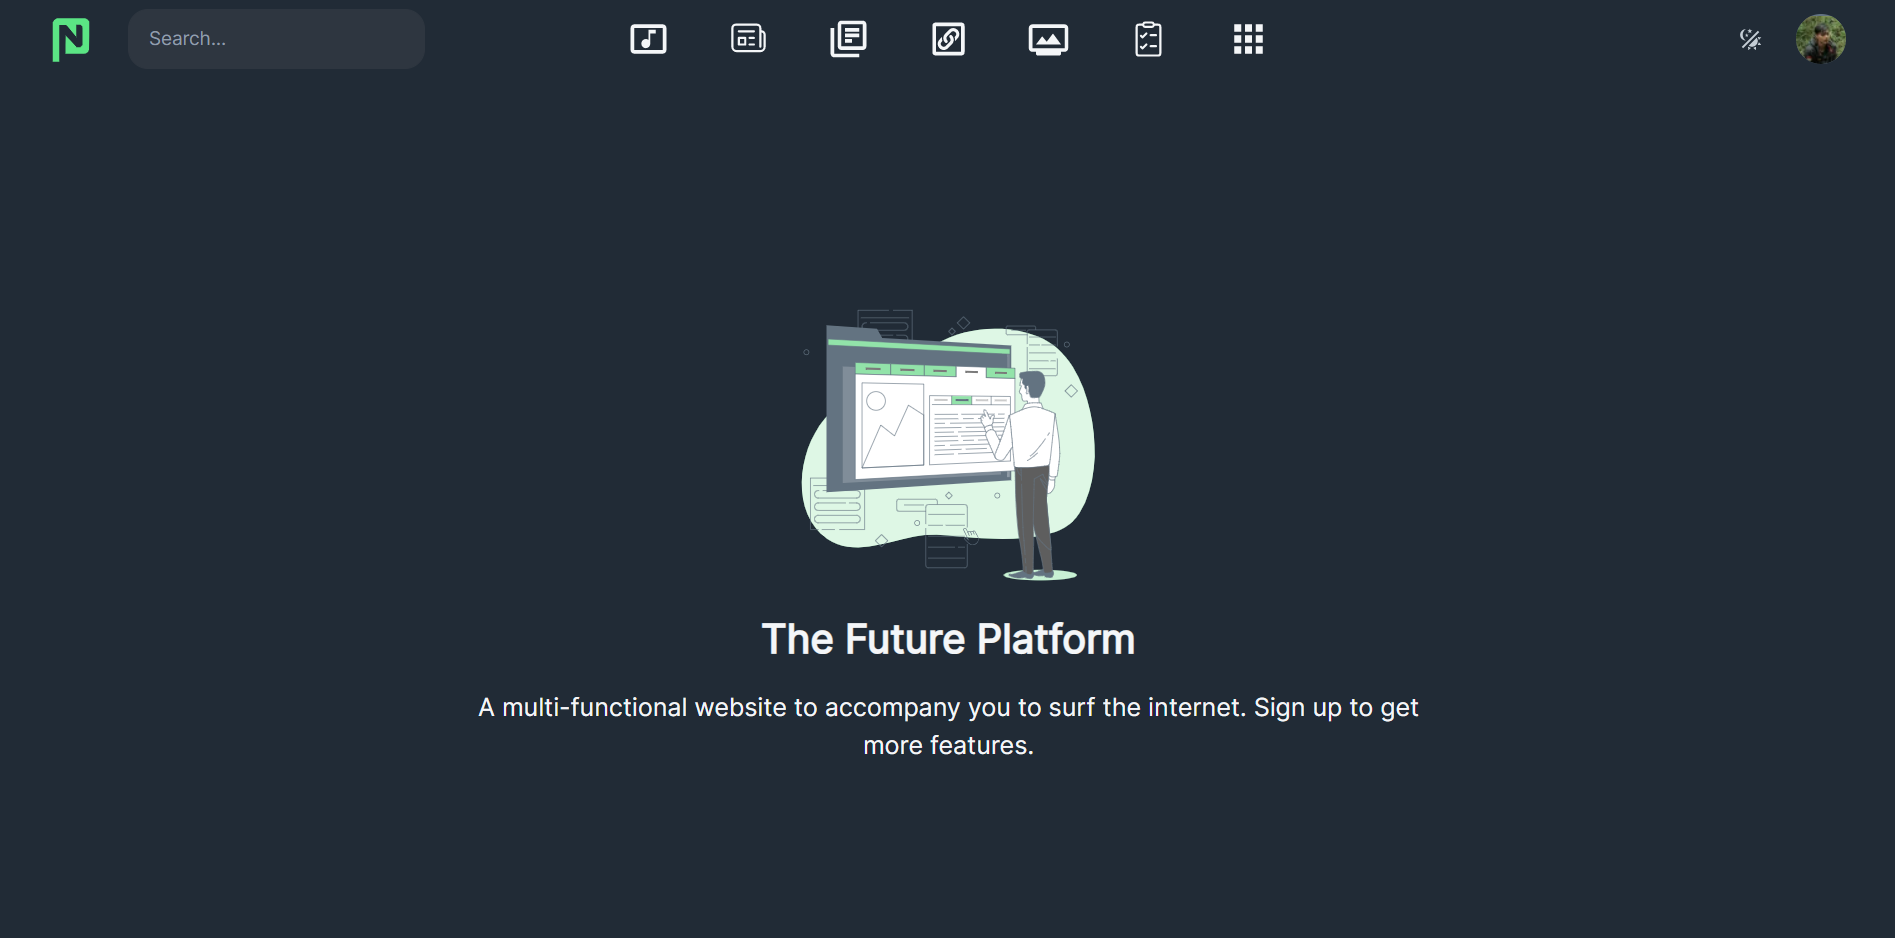 Search...
The Future Platform
A multi-functional website to accompany you to surf the internet. Sign up to get
more features.